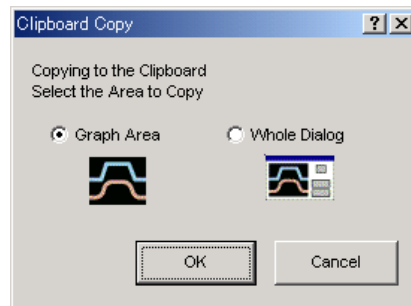 Clipboard Copy
Copying to the Clipboard
Select the Area to Copy
Graph Area Whole Dialog
OK Cancel